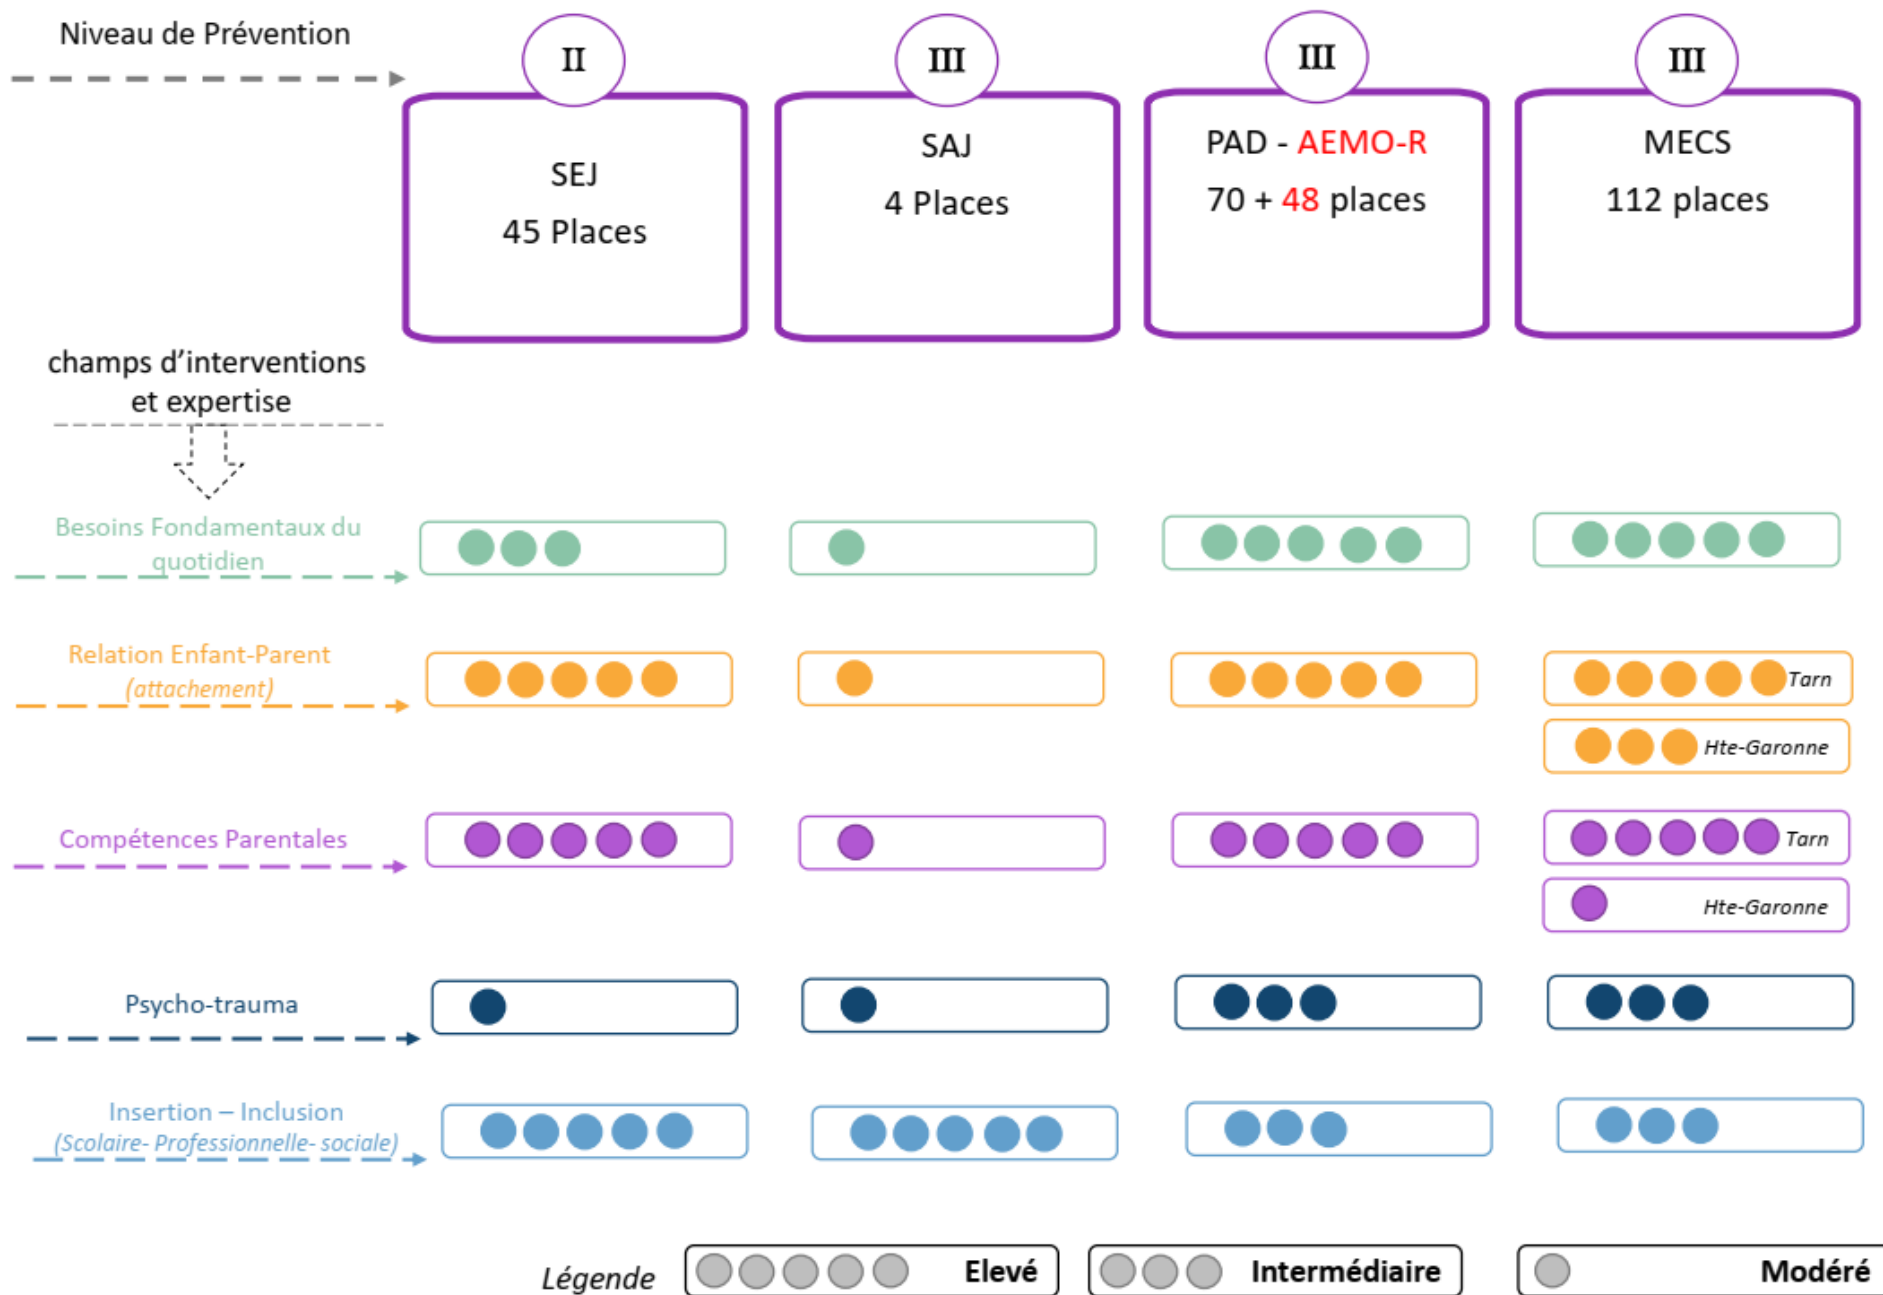 Niveau de Prévention
II
III
III
III
SEJ
45 Places
SAJ
4 Places
PAD - AEMO-R
70 + 48 places
MECS
112 places
champs d’interventions
et expertise
Besoins Fondamentaux du
quotidien
Relation Enfant-Parent
(attachement)
Tarn
Hte-Garonne
Compétences Parentales
Tarn
Hte-Garonne
Psycho-trauma
Insertion – Inclusion
(Scolaire- Professionnelle- sociale)
Légende
Elevé
Intermédiaire
Modéré